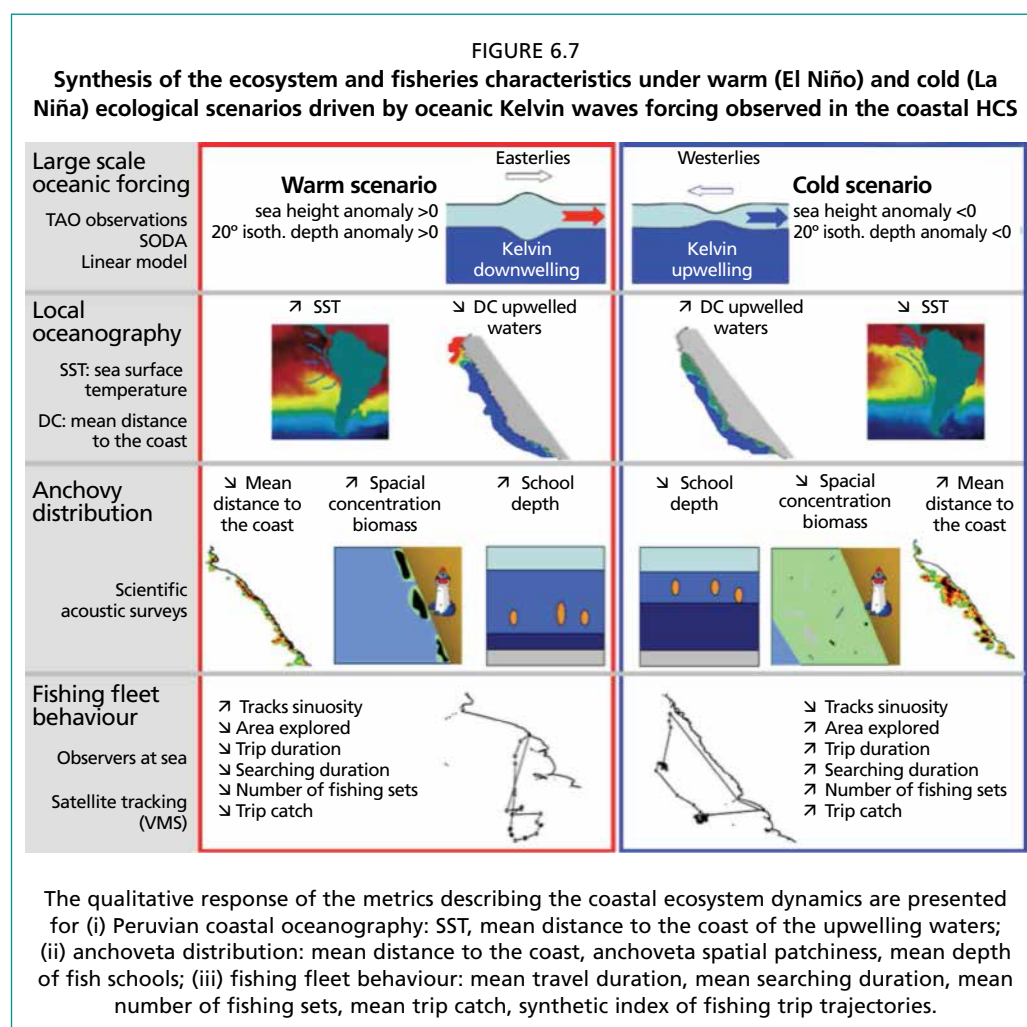 FIGURE 6.7
Synthesis of the ecosystem and fisheries characteristics under warm (El Niño) and cold (La
Niña) ecological scenarios driven by oceanic Kelvin waves forcing observed in the coastal HCS
Large scale
oceanic forcing
TAO observations
SODA
Linear model
Warm scenario
sea height anomaly >0
20º isoth. depth anomaly >0
Easterlies
Kelvin
downwelling
Westerlies
Kelvin
upwelling
Cold scenario
sea height anomaly <0
20º isoth. depth anomaly <0
Local
oceanography
SST: sea surface
temperature
DC: mean distance
to the coast
↗ SST
↘ DC upwelled
waters
↗ DC upwelled
waters
↘ SST
Anchovy
distribution
Scientific
acoustic surveys
↘ Mean
distance to
the coast
↗ Spacial
concentration
biomass
↗ School
depth
↘ School
depth
↘ Spacial
concentration
biomass
↗ Mean
distance to
the coast
Fishing fleet
behaviour
Observers at sea
Satellite tracking
(VMS)
↗ Tracks sinuosity
↘ Area explored
↘ Trip duration
↘ Searching duration
↘ Number of fishing sets
↘ Trip catch
↘ Tracks sinuosity
↗ Area explored
↗ Trip duration
↗ Searching duration
↗ Number of fishing sets
↗ Trip catch
The qualitative response of the metrics describing the coastal ecosystem dynamics are presented
for (i) Peruvian coastal oceanography: SST, mean distance to the coast of the upwelling waters;
(ii) anchoveta distribution: mean distance to the coast, anchoveta spatial patchiness, mean depth
of fish schools; (iii) fishing fleet behaviour: mean travel duration, mean searching duration, mean
number of fishing sets, mean trip catch, synthetic index of fishing trip trajectories.